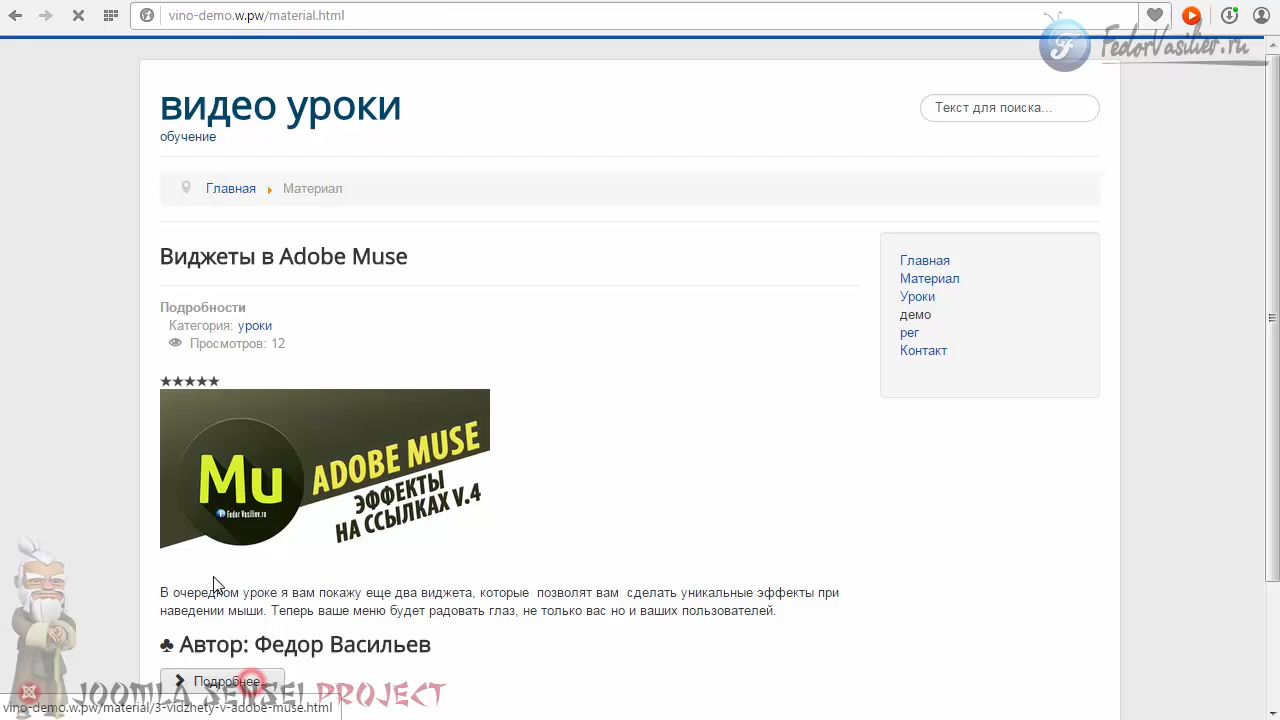 vino-demo.w.pw/material.html
FedorVasiliev.ru
видео уроки
обучение
Текст для поиска...
Главная
Материал
Виджеты в Adobe Muse
Подробности
Категория: уроки
Просмотров: 12
★★★★★
Mu
Fedor Vasiliev.ru
ADOBE MUSE
ЭФФЕКТЫ
НА ССЫЛКАХ V.4
В очередном уроке я вам покажу еще два виджета, которые позволят вам сделать уникальные эффекты при
наведении мыши. Теперь ваше меню будет радовать глаз, не только вас но и ваших пользователей.
♣ Автор: Федор Васильев
Подробнее...
Главная
Материал
Уроки
демо
рег
Контакт
JOOMLA SENSEI PROJECT
vino-demo.w.pw/material/3-vidzhety-v-adobe-muse.html